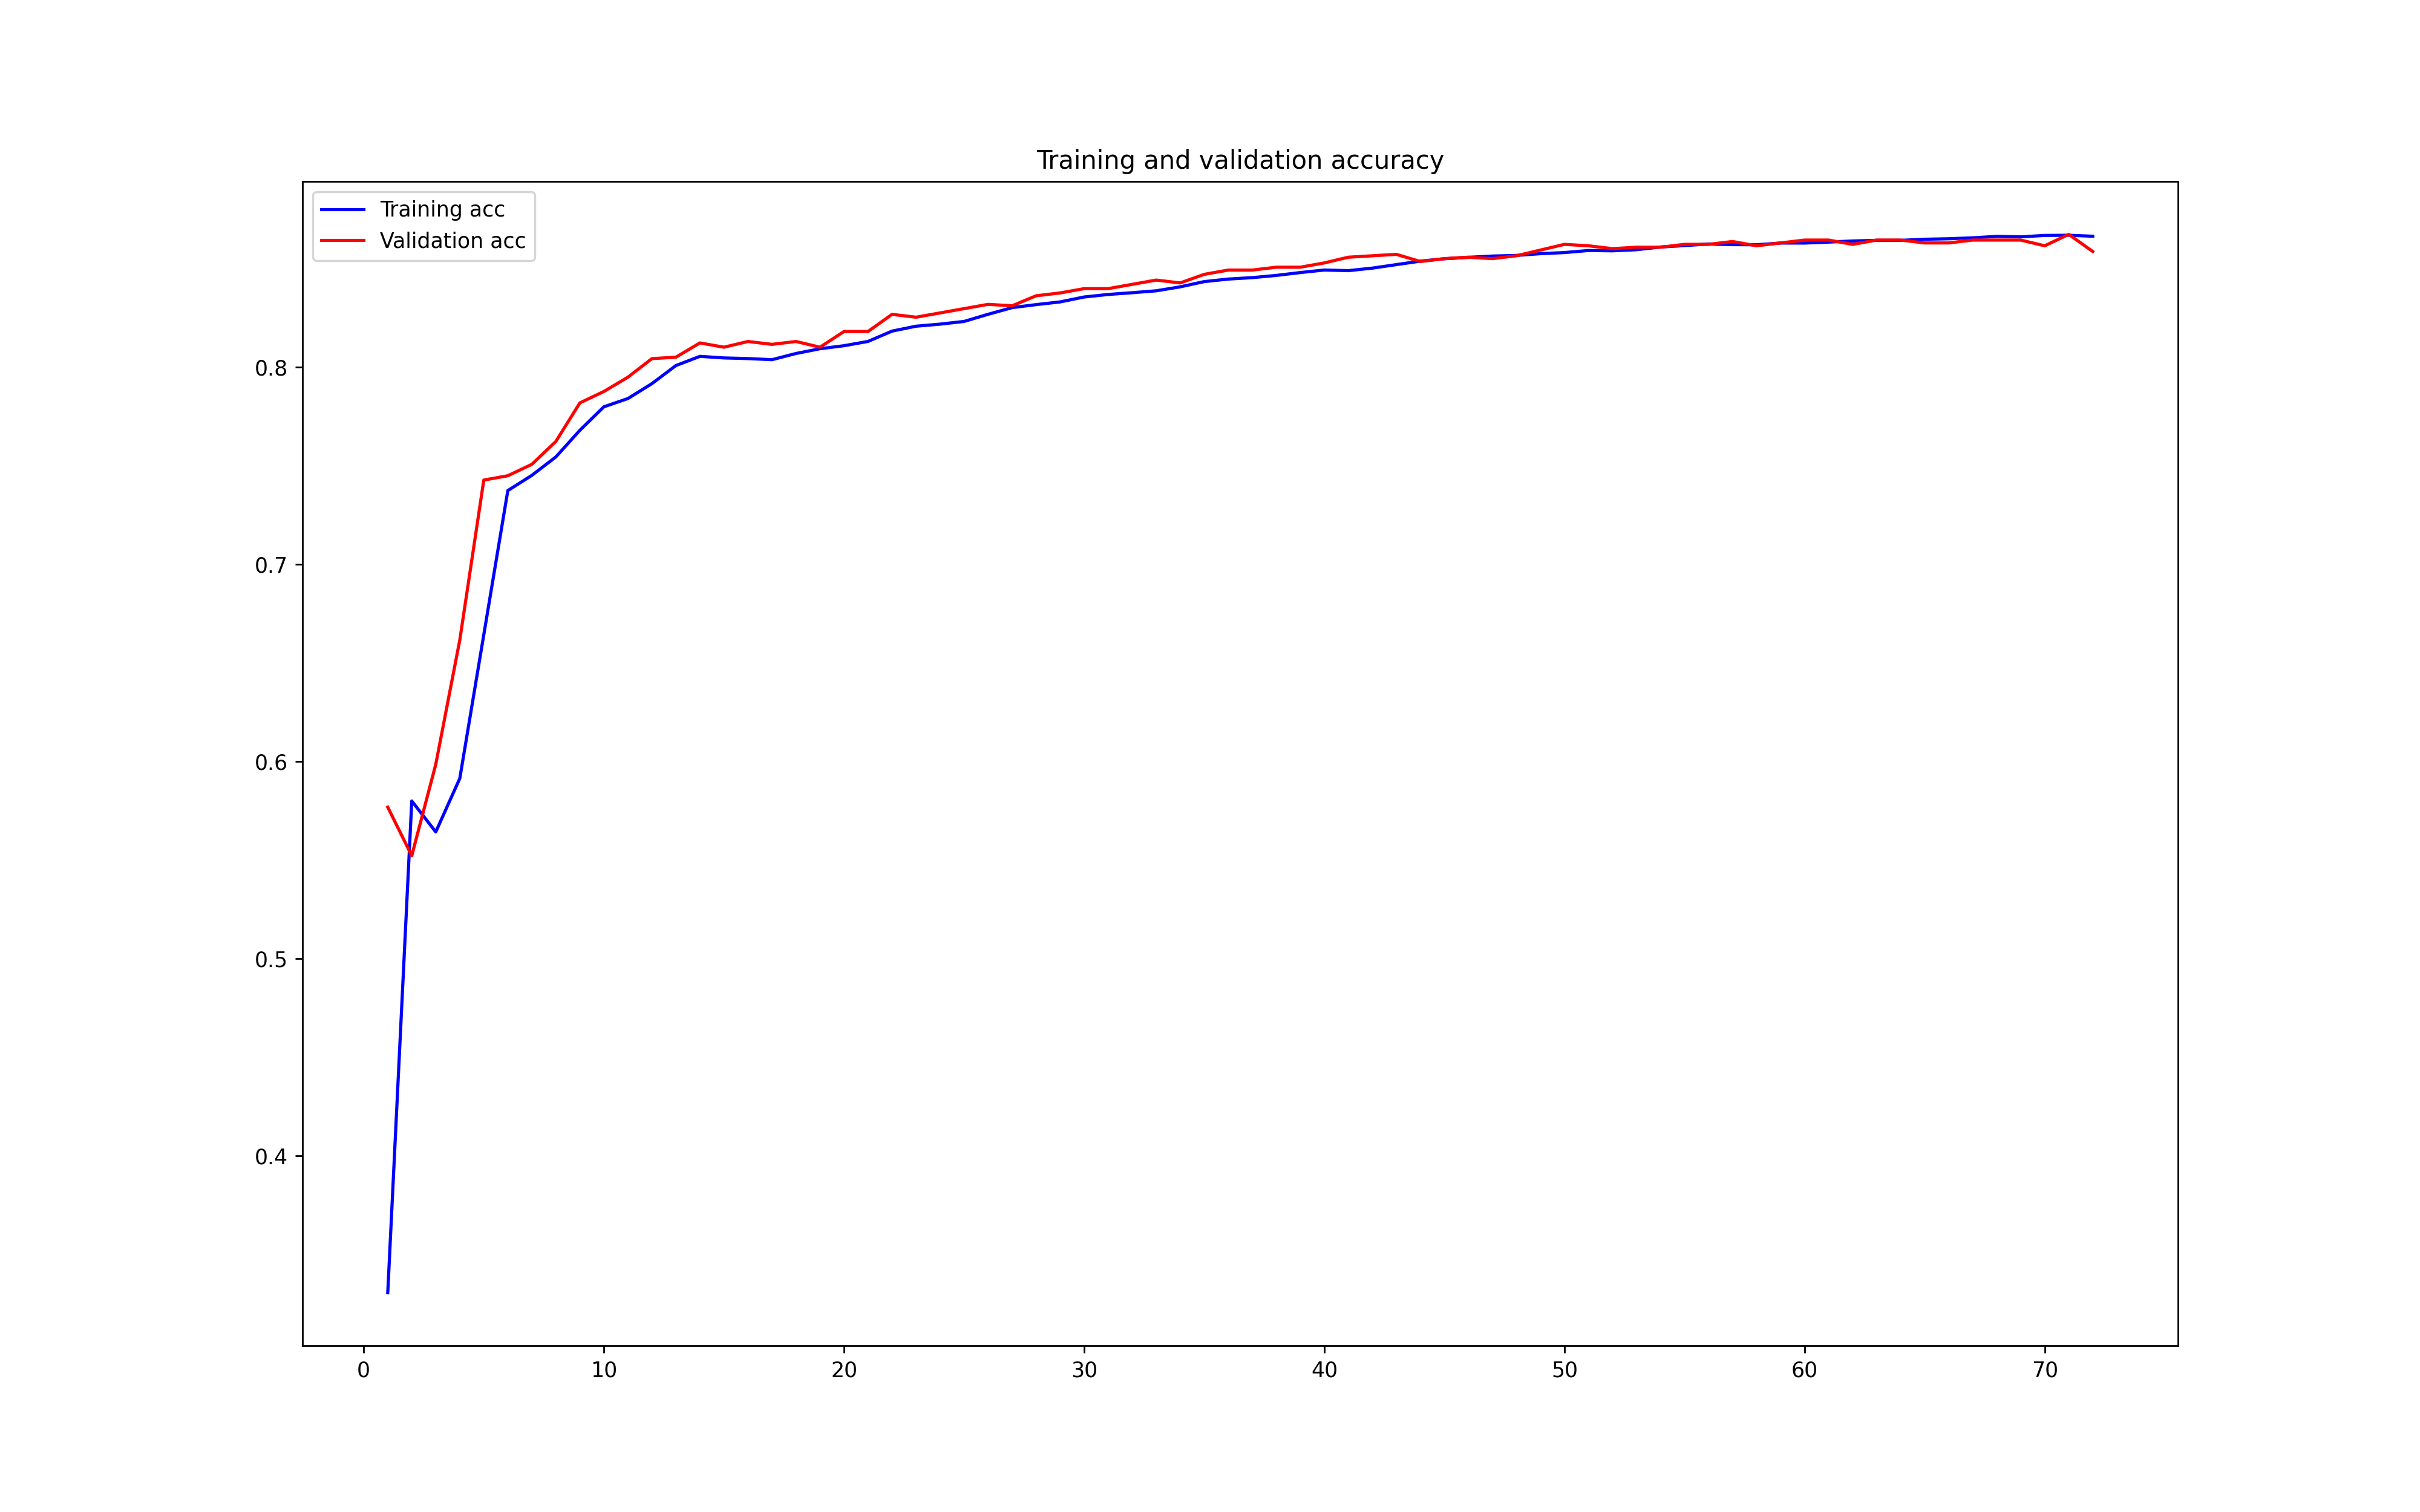 Training and validation accuracy
Training acc
Validation acc
0.8
0.7
0.6
0.5
0.4
0 10 20 30 40 50 60 70